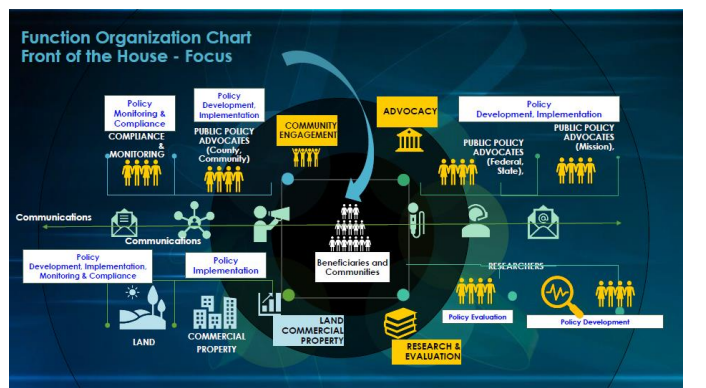 Function Organization Chart
Front of the House - Focus
Policy
Monitoring &
Compliance
COMPLIANCE
&
MONITORING
Policy
Development,
Implementation
PUBLIC POLICY
ADVOCATES
(County,
Community)
COMMUNITY
ENGAGEMENT
ADVOCACY
Policy
Development, Implementation
PUBLIC POLICY
ADVOCATES
(Federal,
State),
PUBLIC POLICY
ADVOCATES
(Mission),
Communications
Communications
Beneficiaries and
Communities
Policy
Development, Implementation,
Monitoring & Compliance
LAND
Policy
Implementation
COMMERCIAL
PROPERTY
LAND
COMMERCIAL
PROPERTY
RESEARCH &
EVALUATION
RESEARCHERS
Policy Evaluation
Policy Development